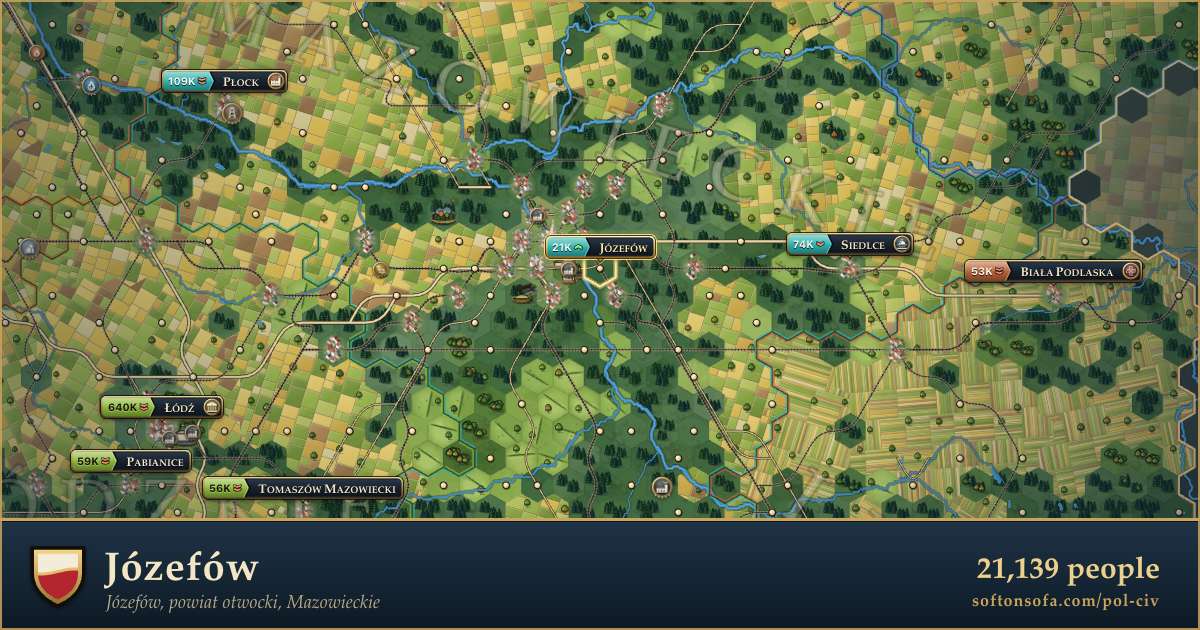 MAZOWIECKIE
109K PŁOCK
21K JÓZEFÓW
74K SIEDLCE
53K BIAŁA PODLASKA
640K ŁÓDŹ
59K PABIANICE
56K TOMASZÓW MAZOWIECKI
Józefów
21,139 people
Józefów, powiat otwocki, Mazowieckie
softonsofa.com/pol-civ